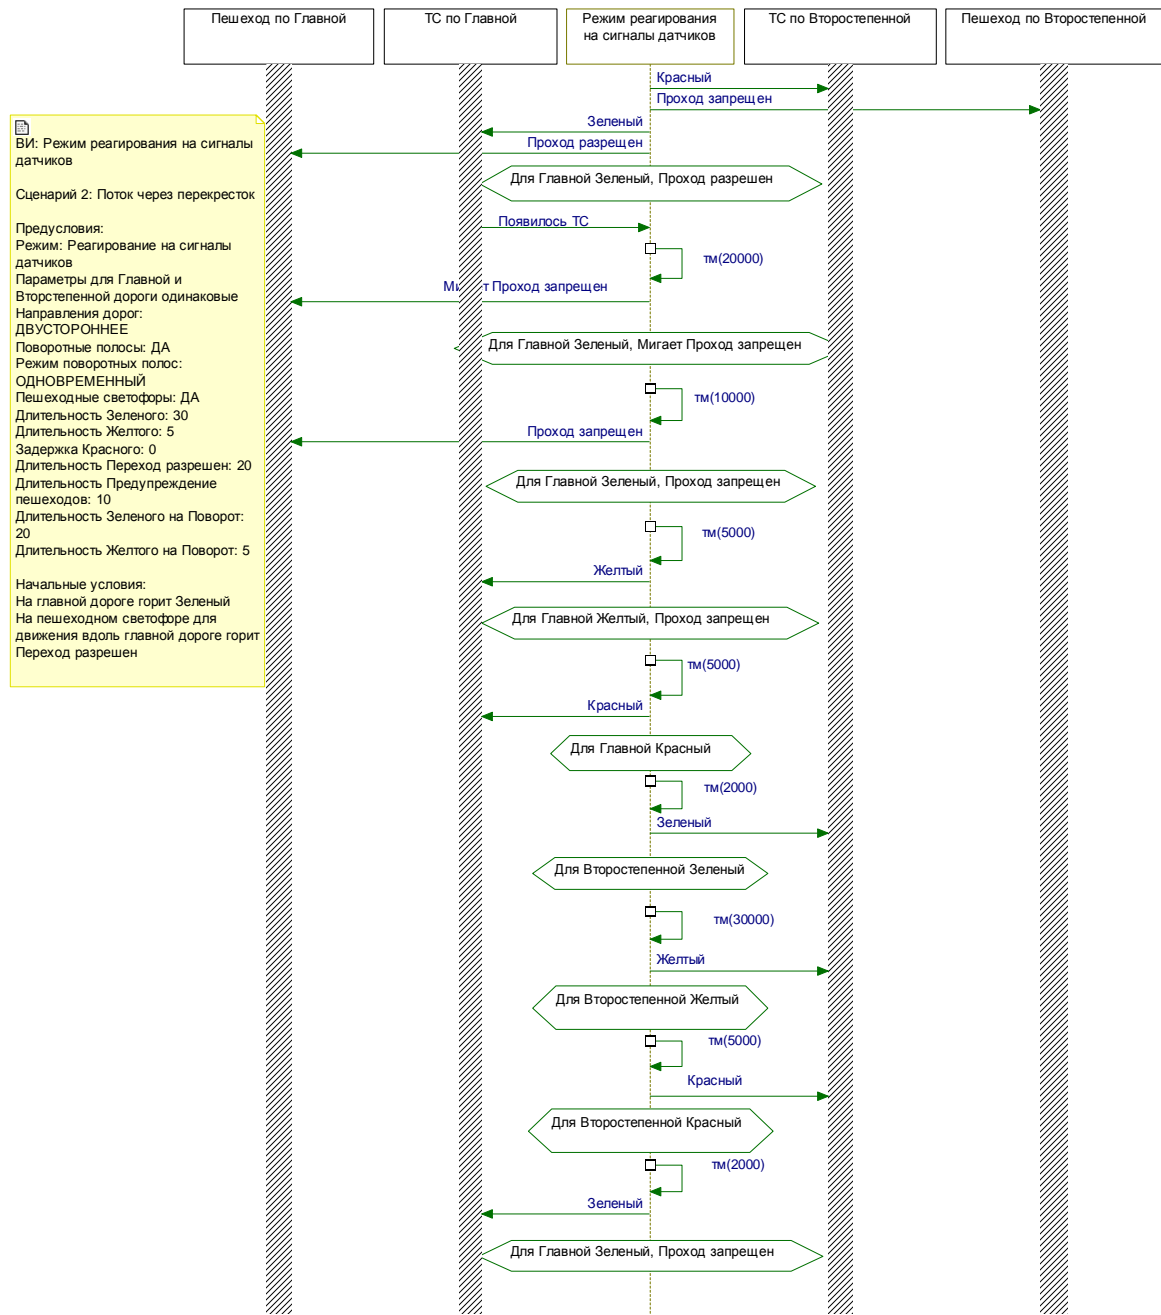 Пешеход по Главной
ТС по Главной
Режим реагирования
на сигналы датчиков
ТС по Второстепенной
Пешеход по Второстепенной
Красный
Проход запрещен
Зеленый
Проход разрещен
ВИ: Режим реагирования на сигналы
датчиков
Сценарий 2: Поток через перекресток
Предусловия:
Режим: Реагирование на сигналы
датчиков
Параметры для Главной и
Вторстепенной дороги одинаковые
Направления дорог:
ДВУСТОРОННЕЕ
Поворотные полосы: ДА
Режим поворотных полос:
ОДНОВРЕМЕННЫЙ
Пешеходные светофоры: ДА
Длительность Зеленого: 30
Длительность Желтого: 5
Задержка Красного: 0
Длительность Переход разрешен: 20
Длительность Предупреждение
пешеходов: 10
Длительность Зеленого на Поворот:
20
Длительность Желтого на Поворот: 5
Начальные условия:
На главной дороге горит Зеленый
На пешеходном светофоре для
движения вдоль главной дороге горит
Переход разрешен
Для Главной Зеленый, Проход разрешен
Появилось ТС
тм(20000)
Проход запрещен
Для Главной Зеленый, Мигает Проход запрещен
тм(10000)
Проход запрещен
Для Главной Зеленый, Проход запрещен
тм(5000)
Желтый
Для Главной Желтый, Проход запрещен
тм(5000)
Красный
Для Главной Красный
тм(2000)
Зеленый
Для Второстепенной Зеленый
тм(30000)
Желтый
Для Второстепенной Желтый
тм(5000)
Красный
Для Второстепенной Красный
тм(2000)
Зеленый
Для Главной Зеленый, Проход запрещен